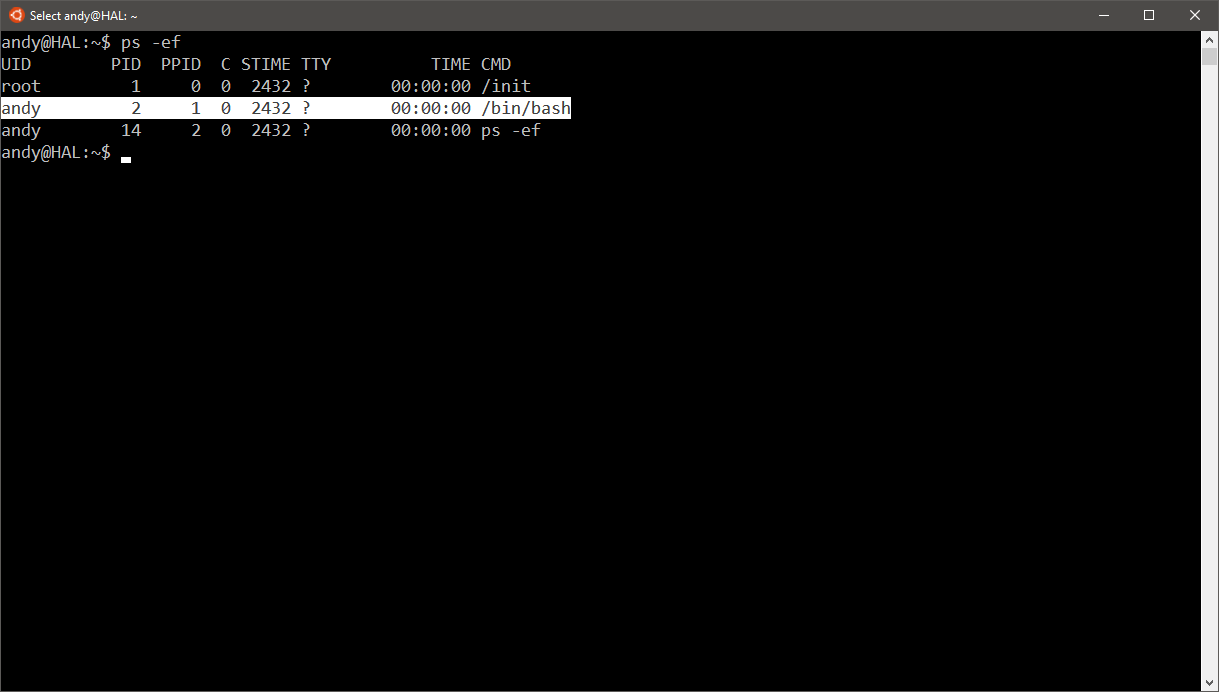 Select andy@HAL: ~
andy@HAL:~$ ps -ef
UID        PID  PPID  C STIME TTY          TIME CMD
root         1     0  0  2432 ?        00:00:00 /init
andy         2     1  0  2432 ?        00:00:00 /bin/bash
andy        14     2  0  2432 ?        00:00:00 ps -ef
andy@HAL:~$